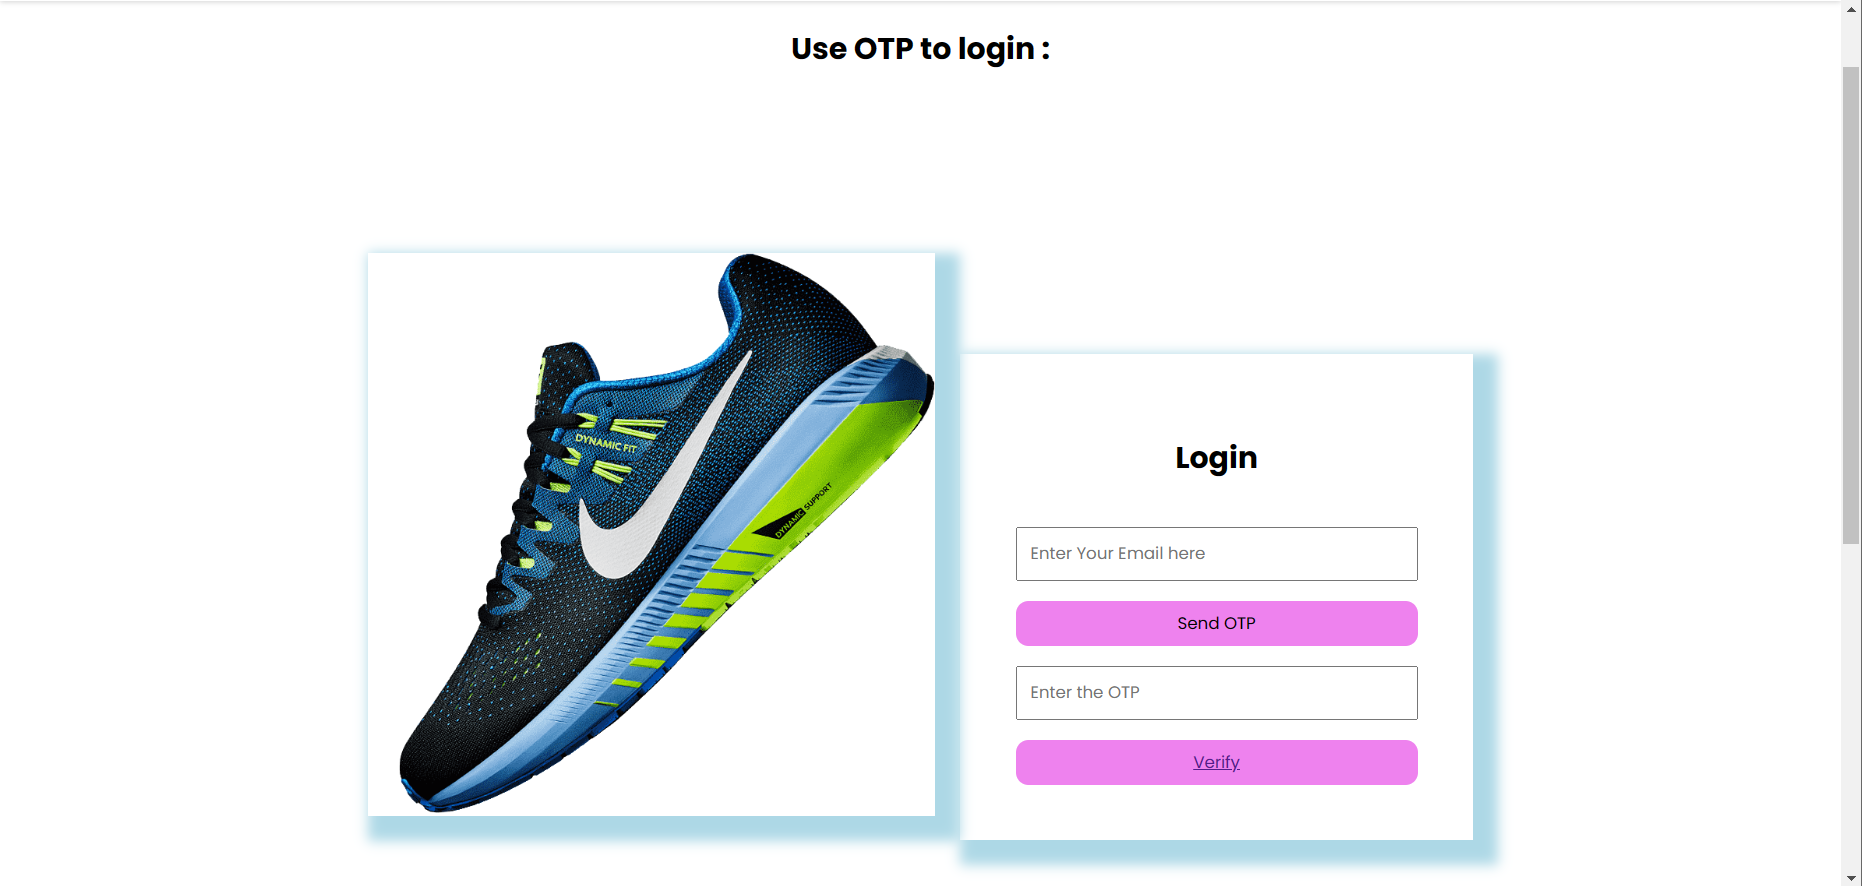 Use OTP to login :
DYNAMIC FIT
DYNAMIC SUPPORT
Login
Enter Your Email here
Send OTP
Enter the OTP
Verify